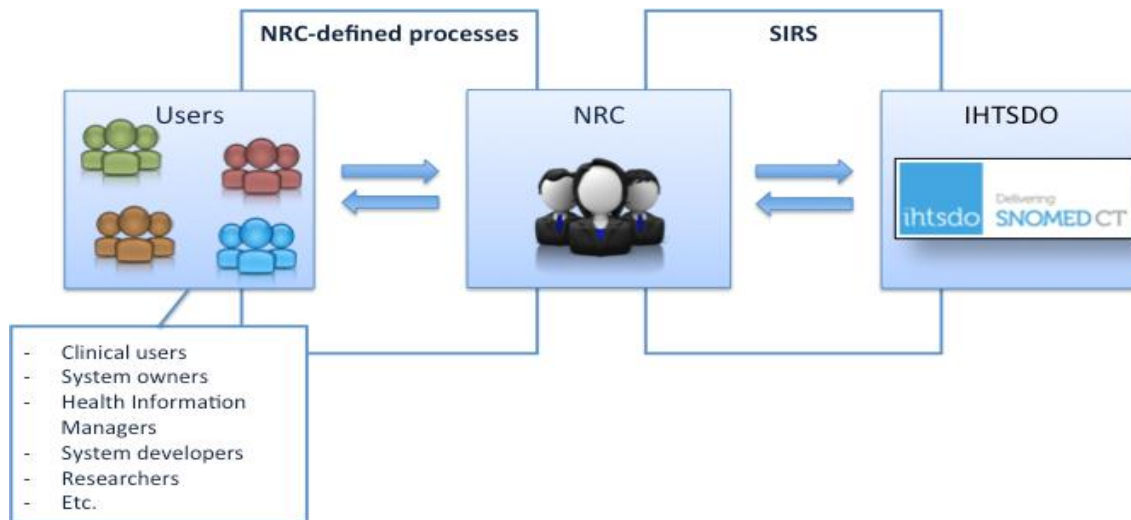 NRC-defined processes
SIRS
Users
NRC
IHTSDO
ihtsdo
Delivering
SNOMED CT
- Clinical users
- System owners
- Health Information
Managers
- System developers
- Researchers
- Etc.